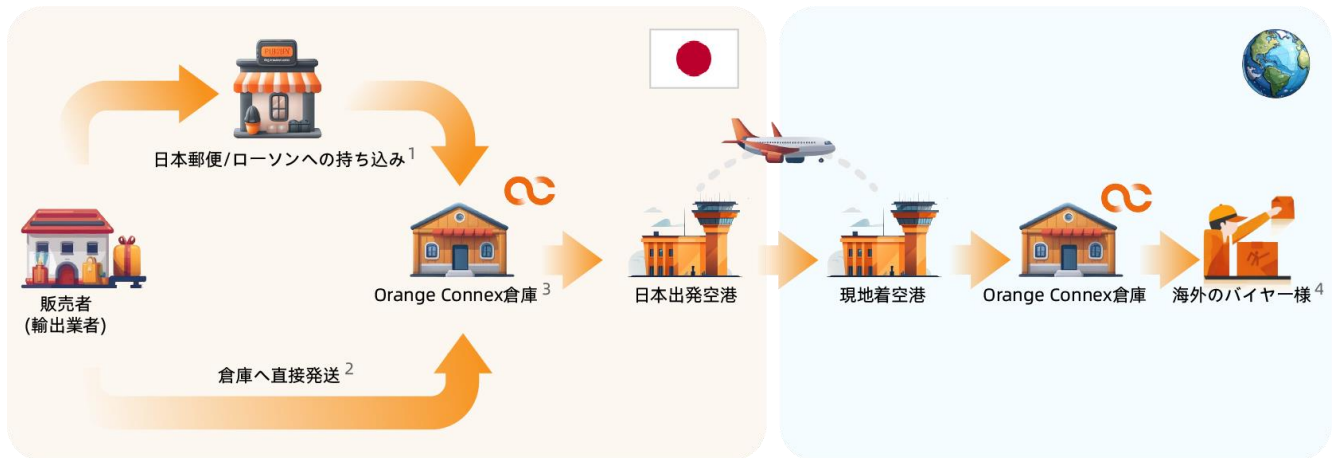 日本郵便/ローソンへの持ち込み1
販売者
(輸出業者)
Orange Connex倉庫3
日本出発空港
現地着空港
Orange Connex倉庫
海外のバイヤー様4
倉庫へ直接発送2